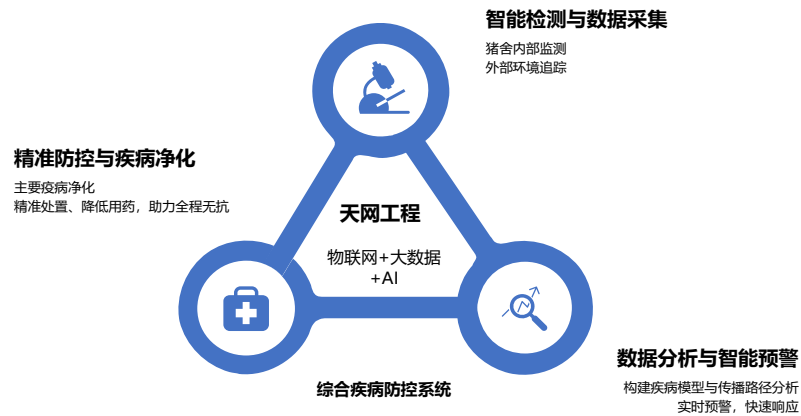 智能检测与数据采集
猪舍内部监测
外部环境追踪
精准防控与疾病净化
主要疫病净化
精准处置、降低用药，助力全程无抗
天网工程
物联网+大数据
+AI
数据分析与智能预警
构建疾病模型与传播路径分析
实时预警，快速响应
综合疾病防控系统